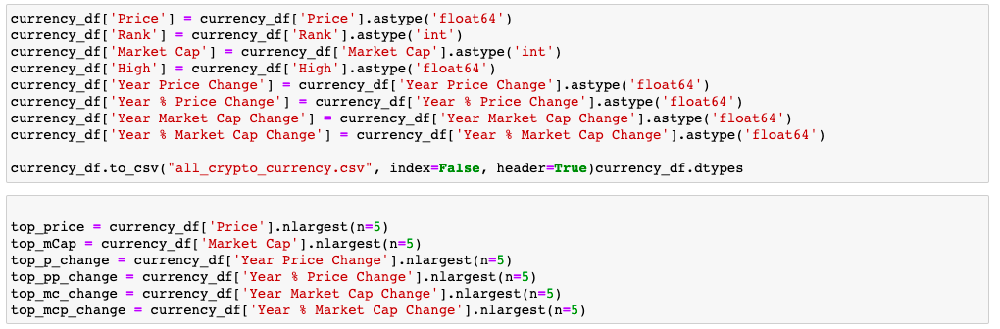 currency_df['Price'] = currency_df['Price'].astype('float64')
currency_df['Rank'] = currency_df['Rank'].astype('int')
currency_df['Market Cap'] = currency_df['Market Cap'].astype('int')
currency_df['High'] = currency_df['High'].astype('float64')
currency_df['Year Price Change'] = currency_df['Year Price Change'].astype('float64')
currency_df['Year % Price Change'] = currency_df['Year % Price Change'].astype('float64')
currency_df['Year Market Cap Change'] = currency_df['Year Market Cap Change'].astype('float64')
currency_df['Year % Market Cap Change'] = currency_df['Year % Market Cap Change'].astype('float64')
currency_df.to_csv("all_crypto_currency.csv", index=False, header=True)currency_df.dtypes
top_price = currency_df['Price'].nlargest(n=5)
top_mCap = currency_df['Market Cap'].nlargest(n=5)
top_p_change = currency_df['Year Price Change'].nlargest(n=5)
top_pp_change = currency_df['Year % Price Change'].nlargest(n=5)
top_mc_change = currency_df['Year Market Cap Change'].nlargest(n=5)
top_mcp_change = currency_df['Year % Market Cap Change'].nlargest(n=5)